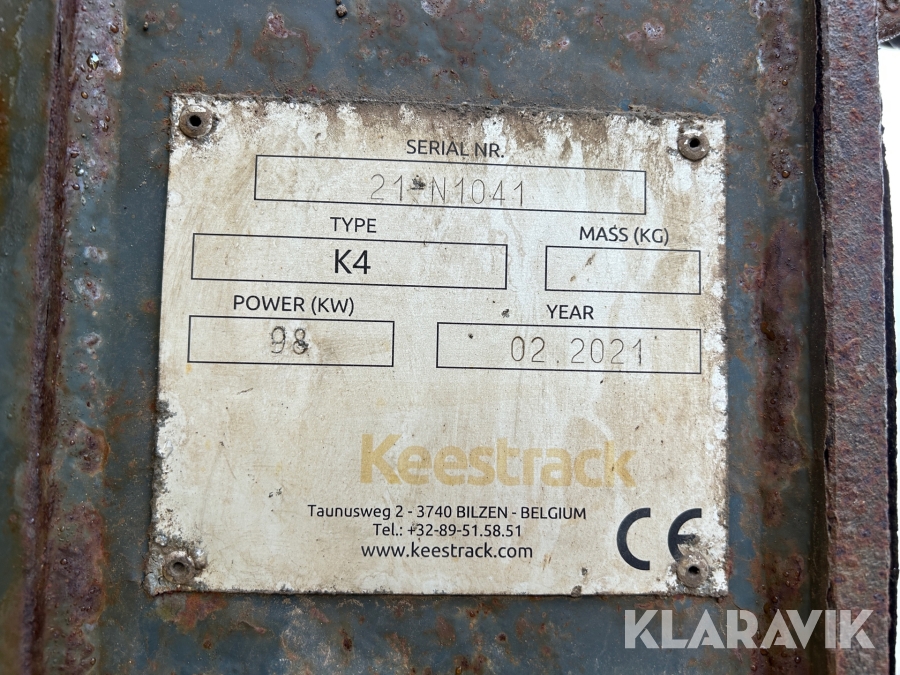 SERIAL NR.
21-N1041
TYPE
MASS (KG)
K4
POWER (KW)
YEAR
98
02.2021
Keestrack
Taunusweg 2 - 3740 BILZEN - BELGIUM
Tel.: +32-89-51.58.51
www.keestrack.com
CE
KLARAVIK